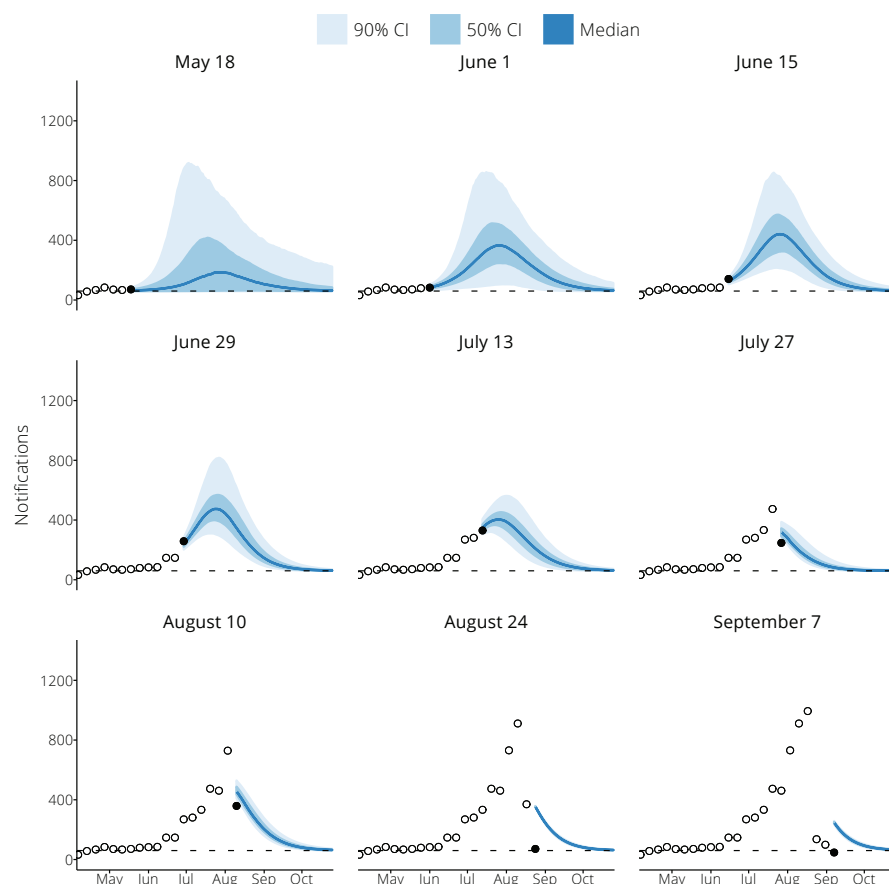 90% CI 50% CI Median
May 18 June 1 June 15
1200
800
400
0
June 29 July 13 July 27
Notifications
1200
800
400
0
August 10 August 24 September 7
1200
800
400
0
May Jun Jul Aug Sep Oct May Jun Jul Aug Sep Oct May Jun Jul Aug Sep Oct